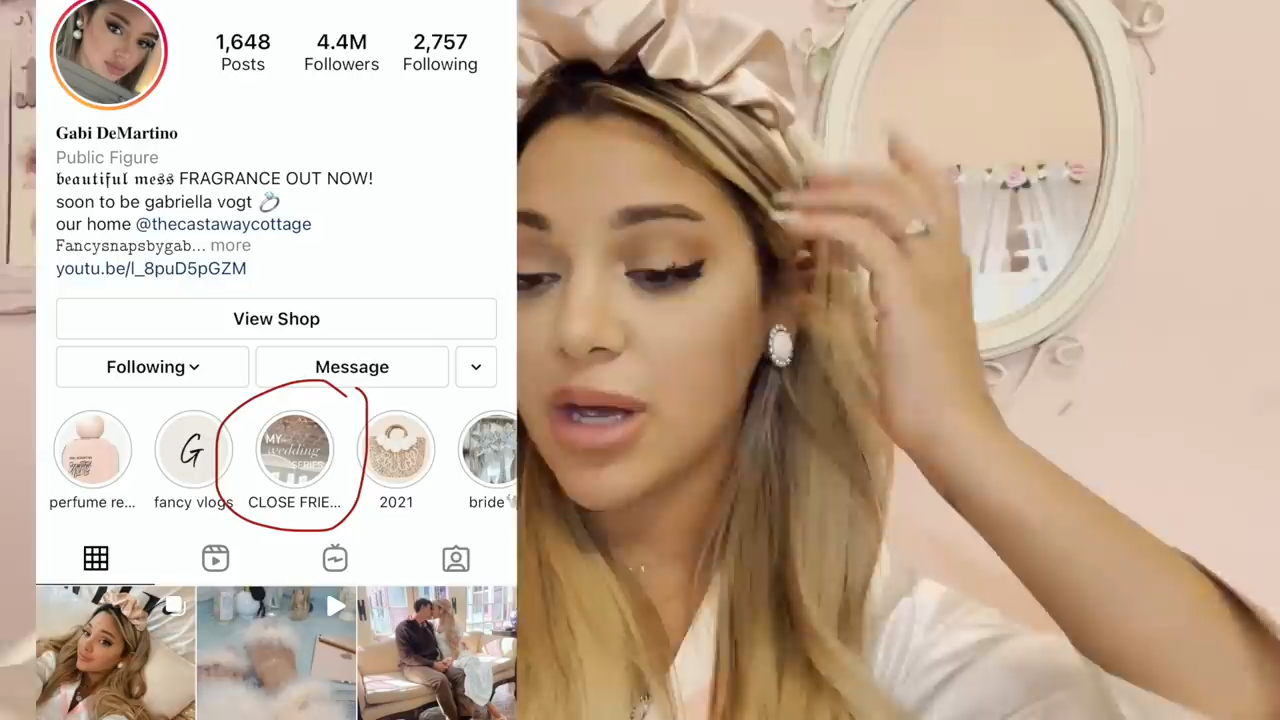 1,648
4.4M
2,757
Posts
Followers
Following
Gabi DeMartino
Public Figure
𝖇𝖊𝖆𝖚𝖙𝖎𝖋𝖚𝖑 𝖒𝖊𝖘𝖘 FRAGRANCE OUT NOW!
soon to be gabriella vogt 💍
our home @thecastawaycottage
Fancysnapsbygab... more
youtu.be/l_8puD5pGZM
View Shop
Following
Message
G
MY
wedding
SERIES
perfume re...
fancy vlogs
CLOSE FRIE...
2021
bride